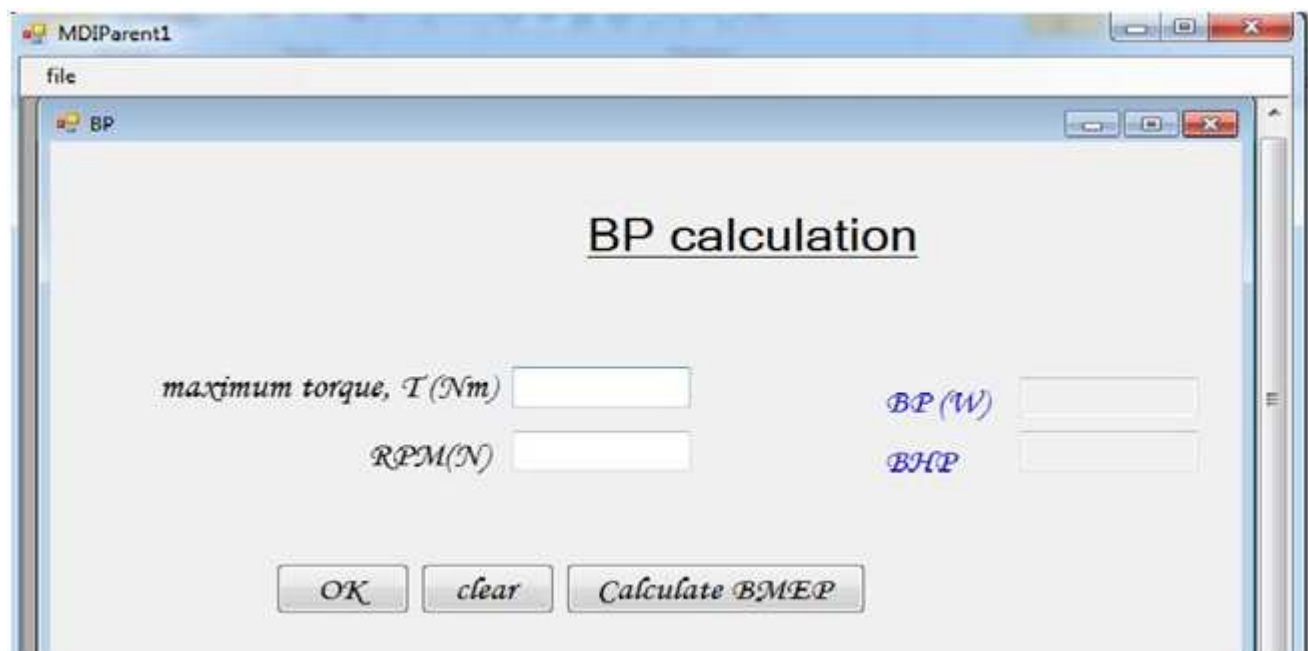 MDIParent1
file
BP
BP calculation
maximum torque, T (Nm)
BP (W)
RPM(N)
BHP
OK clear Calculate BMEP